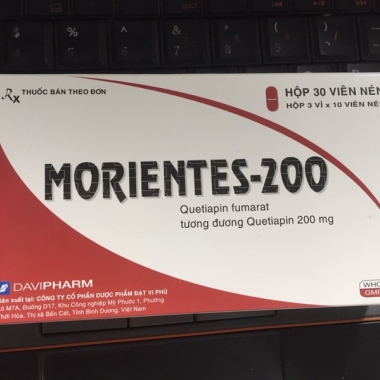 Rx THUỐC BÁN THEO ĐƠN
HỘP 30 VIÊN NÉN
HỘP 3 VỈ x 10 VIÊN NÉN
MORIENTES-200
Quetiapin fumarat
tương đương Quetiapin 200 mg
DAVIPHARM
Sản xuất tại: CÔNG TY CỔ PHẦN DƯỢC PHẨM ĐẠT VI PHÚ
Lô M7A, Đường D17, Khu Công nghiệp Mỹ Phước 1, Phường
Thới Hòa, Thị xã Bến Cát, Tỉnh Bình Dương, Việt Nam
WHO
GMP